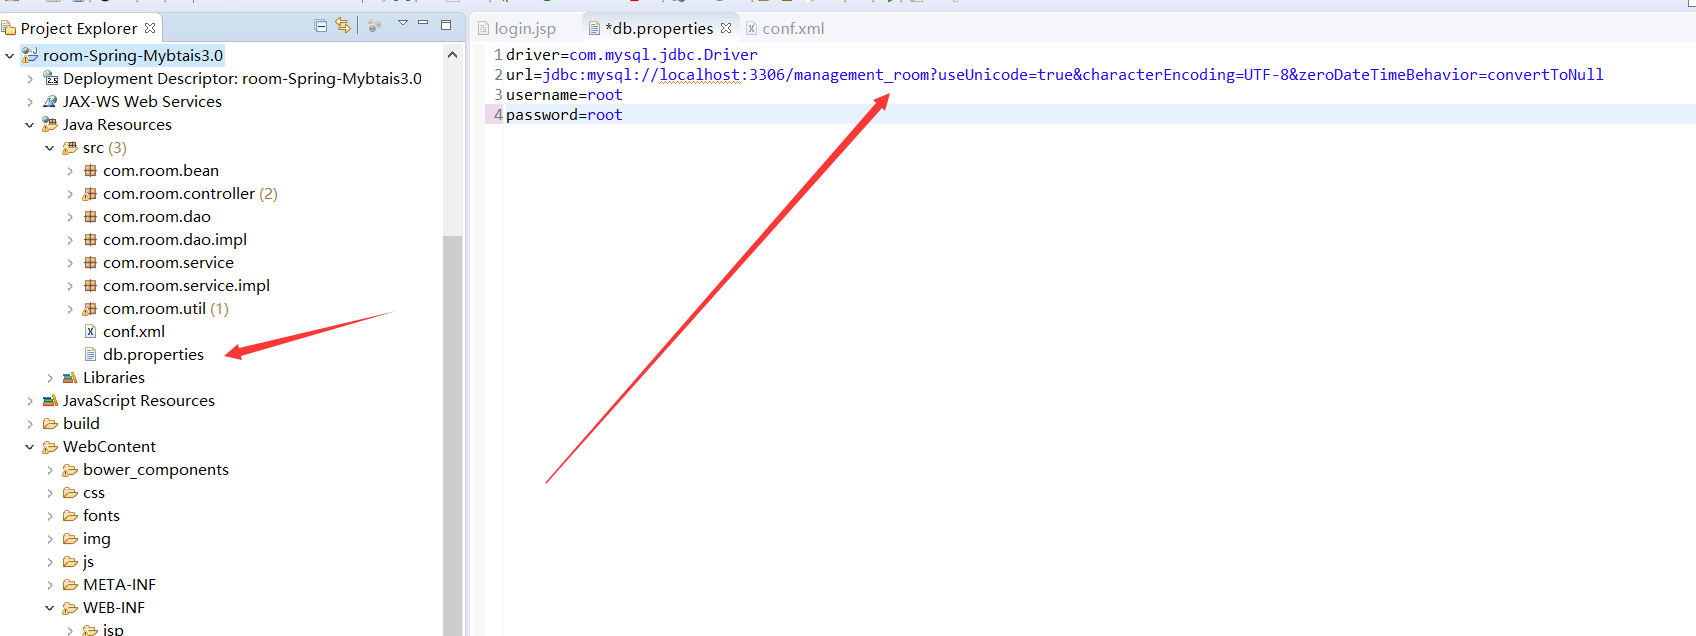 Project Explorer
login.jsp
*db.properties
conf.xml
room-Spring-Mybtais3.0
Deployment Descriptor: room-Spring-Mybtais3.0
JAX-WS Web Services
Java Resources
src (3)
com.room.bean
com.room.controller (2)
com.room.dao
com.room.dao.impl
com.room.service
com.room.service.impl
com.room.util (1)
conf.xml
db.properties
Libraries
JavaScript Resources
build
WebContent
bower_components
css
fonts
img
js
META-INF
WEB-INF
jsp
1 driver=com.mysql.jdbc.Driver
2 url=jdbc:mysql://localhost:3306/management_room?useUnicode=true&characterEncoding=UTF-8&zeroDateTimeBehavior=convertToNull
3 username=root
4 password=root